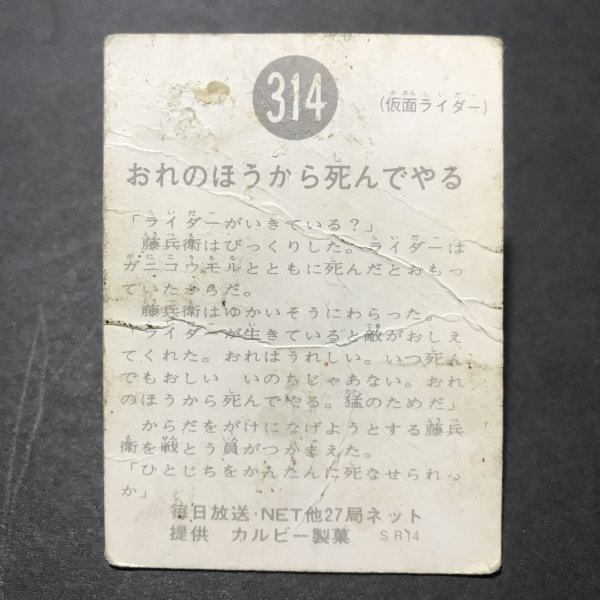 314
(仮面ライダー)
おれのほうから死んでやる
「ライダーがいきている?」
藤兵衛はびっくりした。ライダーは
ガニコウモルとともに死んだとおもっ
ていたからだ。
藤兵衛はゆかいそうにわらった。
「ライダーが生きていると敵がおしえ
てくれた。おれはうれしい。いつ死ん
でもおしい いのちじゃあない。おれ
のほうから死んでやる。猛のためだ」
からだをがけになげようとする藤兵
衛を戦とう員がつかまえた。
「ひとじちをかんたんに死なせられる
か」
毎日放送・NET他27局ネット
提供 カルビー製菓 SR14